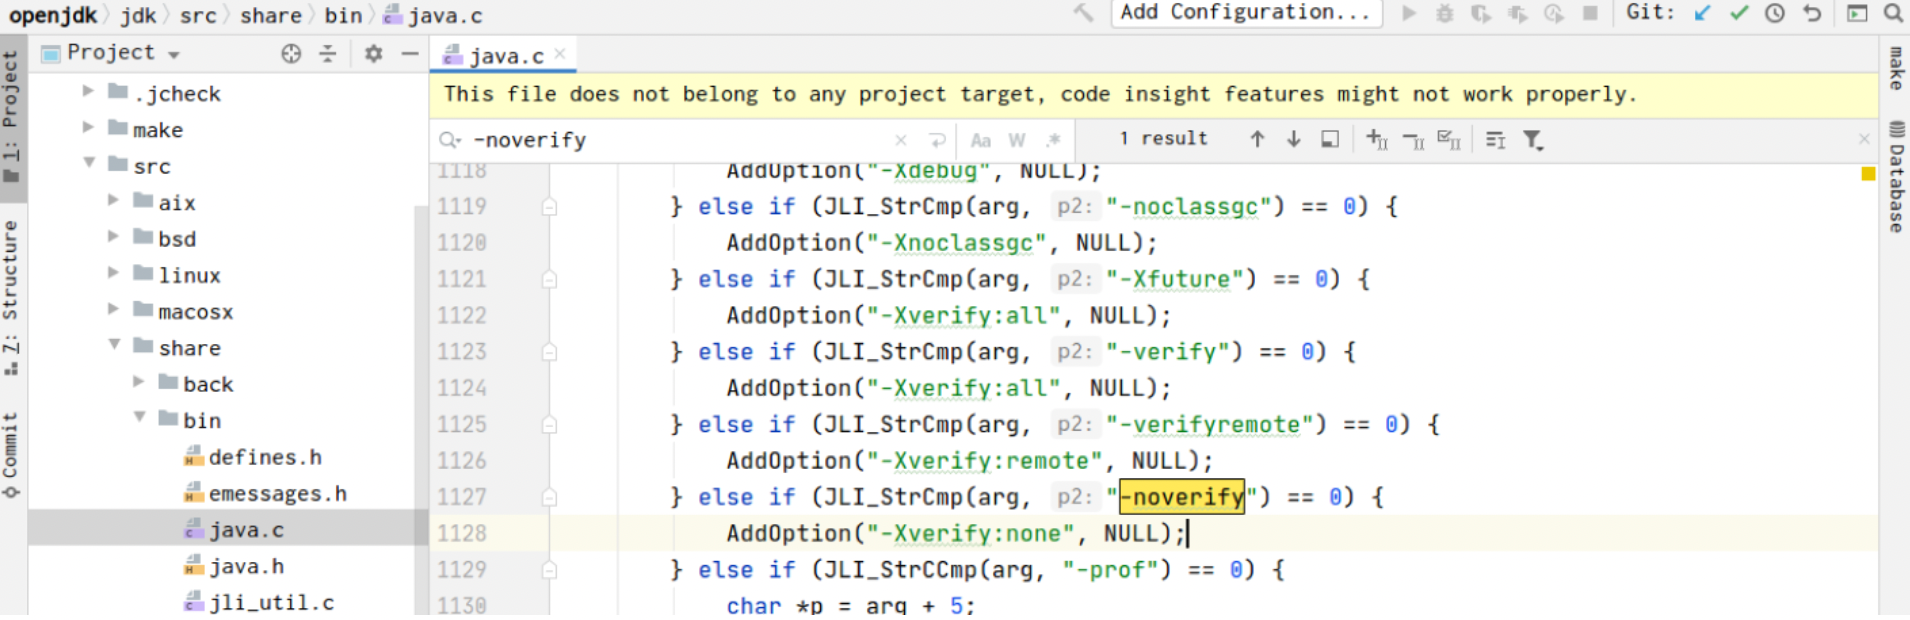 openjdk jdk src share bin java.c Add Configuration... Git:
1: Project
Z: Structure
Commit
Project
.jcheck
make
src
aix
bsd
linux
macosx
share
back
bin
defines.h
emessages.h
java.c
java.h
jli_util.c
java.c
This file does not belong to any project target, code insight features might not work properly.
-noverify Aa W .* 1 result
1118 AddOption("-Xdebug", NULL);
1119 } else if (JLI_StrCmp(arg, p2: "-noclassgc") == 0) {
1120 AddOption("-Xnoclassgc", NULL);
1121 } else if (JLI_StrCmp(arg, p2: "-Xfuture") == 0) {
1122 AddOption("-Xverify:all", NULL);
1123 } else if (JLI_StrCmp(arg, p2: "-verify") == 0) {
1124 AddOption("-Xverify:all", NULL);
1125 } else if (JLI_StrCmp(arg, p2: "-verifyremote") == 0) {
1126 AddOption("-Xverify:remote", NULL);
1127 } else if (JLI_StrCmp(arg, p2: "-noverify") == 0) {
1128 AddOption("-Xverify:none", NULL);
1129 } else if (JLI_StrCCmp(arg, "-prof") == 0) {
1130 char *p = arg + 5;
make
Database